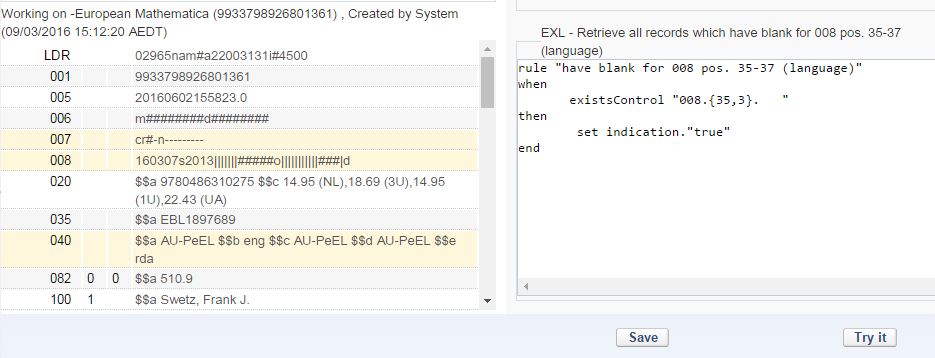 Working on -European Mathematica (9933798926801361) , Created by System
(09/03/2016 15:12:20 AEDT)
LDR 02965nam#a22003131i#4500
001 9933798926801361
005 20160602155823.0
006 m########d########
007 cr#-n---------
008 160307s2013|||||||#####o|||||||||||###|d
020 $$a 9780486310275 $$c 14.95 (NL),18.69 (3U),14.95
(1U),22.43 (UA)
035 $$a EBL1897689
040 $$a AU-PeEL $$b eng $$c AU-PeEL $$d AU-PeEL $$e
rda
082 0 0 $$a 510.9
100 1 $$a Swetz, Frank J.
EXL - Retrieve all records which have blank for 008 pos. 35-37
(language)
rule "have blank for 008 pos. 35-37 (language)"
when
existsControl "008.{35,3}.   "
then
set indication."true"
end
Save
Try it